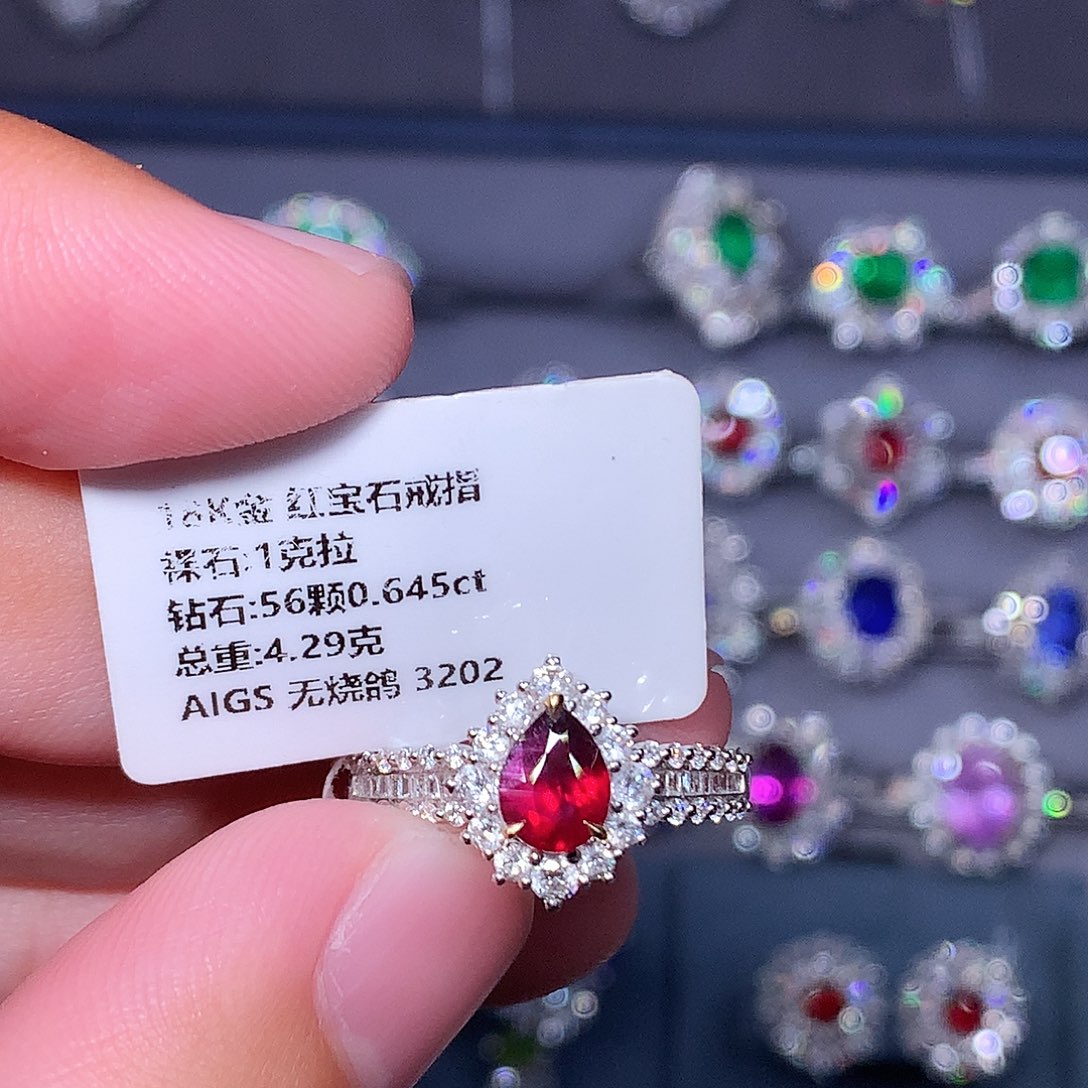 18K金 红宝石戒指
裸石:1克拉
钻石:56颗0.645ct
总重:4.29克
AIGS 无烧鸽 3202